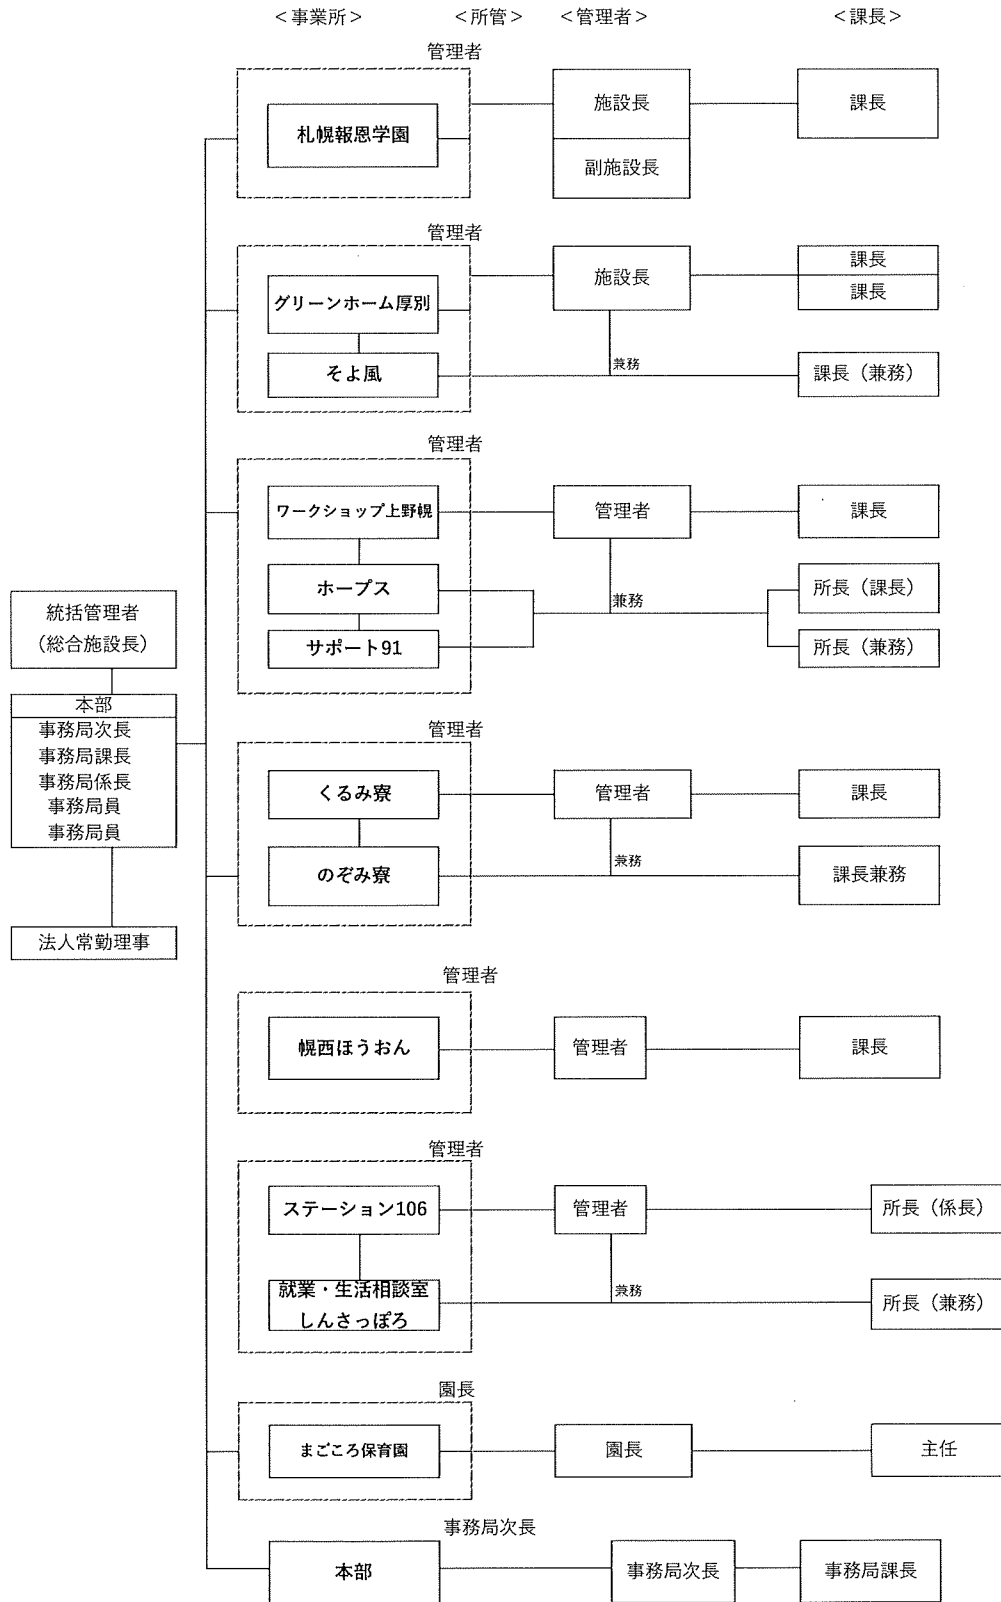 ＜事業所＞ ＜所管＞ ＜管理者＞ ＜課長＞
管理者
札幌報恩学園
施設長
課長
副施設長
管理者
グリーンホーム厚別
施設長
課長
課長
そよ風
兼務
課長（兼務）
管理者
ワークショップ上野幌
管理者
課長
ホープス
兼務
所長（課長）
サポート91
所長（兼務）
統括管理者
（総合施設長）
本部
事務局次長
事務局課長
事務局係長
事務局員
事務局員
法人常勤理事
管理者
くるみ寮
管理者
課長
のぞみ寮
兼務
課長兼務
管理者
幌西ほうおん
管理者
課長
管理者
ステーション106
管理者
所長（係長）
就業・生活相談室
しんさっぽろ
兼務
所長（兼務）
園長
まごころ保育園
園長
主任
事務局次長
本部
事務局次長
事務局課長